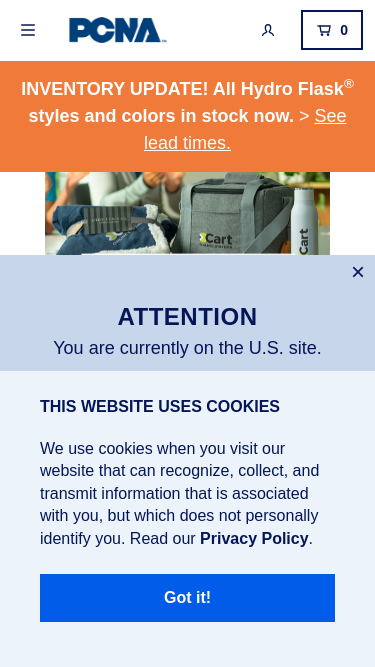 PCNA
0
INVENTORY UPDATE! All Hydro Flask®
styles and colors in stock now. > See
lead times.
Cart
Cart
ATTENTION
You are currently on the U.S. site.
THIS WEBSITE USES COOKIES
We use cookies when you visit our
website that can recognize, collect, and
transmit information that is associated
with you, but which does not personally
identify you. Read our Privacy Policy.
Got it!